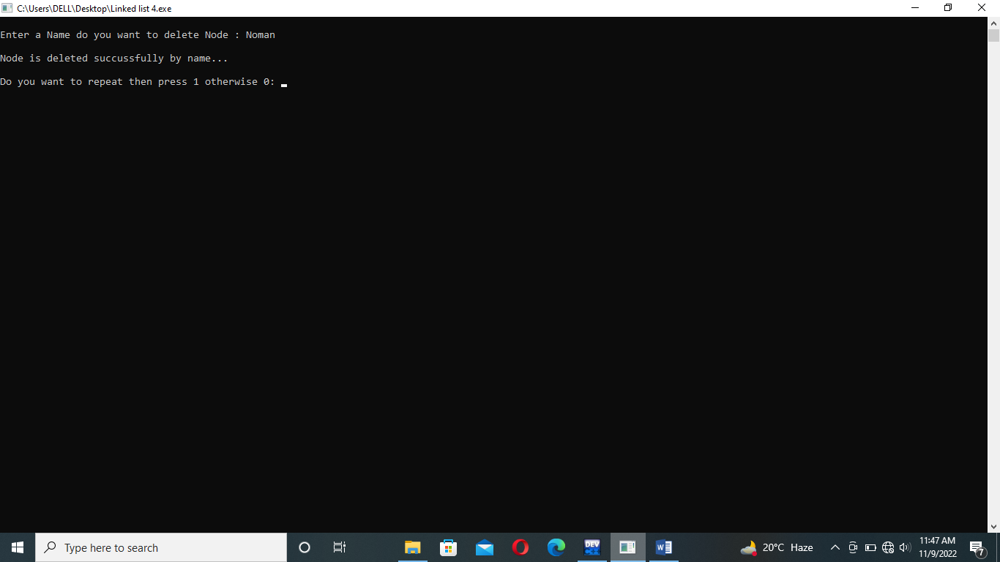 C:\Users\DELL\Desktop\Linked list 4.exe
Enter a Name do you want to delete Node : Noman
Node is deleted succussfully by name...
Do you want to repeat then press 1 otherwise 0:
Type here to search
DEV
C++
W
20°C Haze
11:47 AM
11/9/2022
7